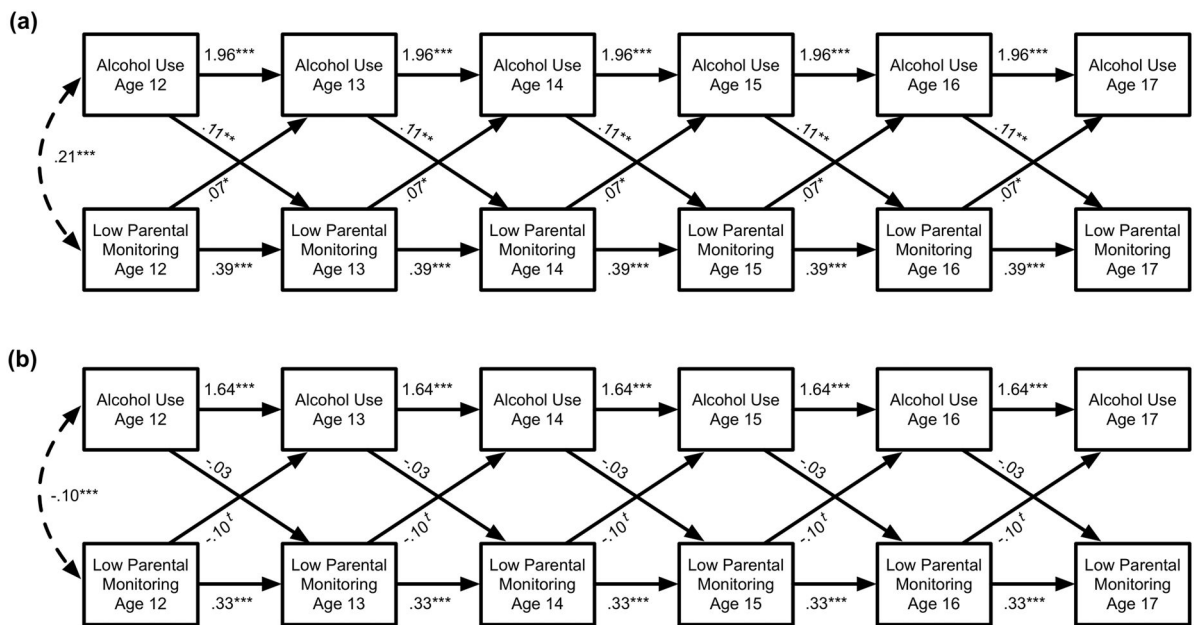 (a)
Alcohol Use
Age 12
1.96***
Alcohol Use
Age 13
1.96***
Alcohol Use
Age 14
1.96***
Alcohol Use
Age 15
1.96***
Alcohol Use
Age 16
1.96***
Alcohol Use
Age 17
.21***
.11**
.07*
.11**
.07*
.11**
.07*
.11**
.07*
.11**
.07*
Low Parental
Monitoring
Age 12
.39***
Low Parental
Monitoring
Age 13
.39***
Low Parental
Monitoring
Age 14
.39***
Low Parental
Monitoring
Age 15
.39***
Low Parental
Monitoring
Age 16
.39***
Low Parental
Monitoring
Age 17
(b)
Alcohol Use
Age 12
1.64***
Alcohol Use
Age 13
1.64***
Alcohol Use
Age 14
1.64***
Alcohol Use
Age 15
1.64***
Alcohol Use
Age 16
1.64***
Alcohol Use
Age 17
-.10***
-.03
-.10t
-.03
-.10t
-.03
-.10t
-.03
-.10t
-.03
-.10t
Low Parental
Monitoring
Age 12
.33***
Low Parental
Monitoring
Age 13
.33***
Low Parental
Monitoring
Age 14
.33***
Low Parental
Monitoring
Age 15
.33***
Low Parental
Monitoring
Age 16
.33***
Low Parental
Monitoring
Age 17